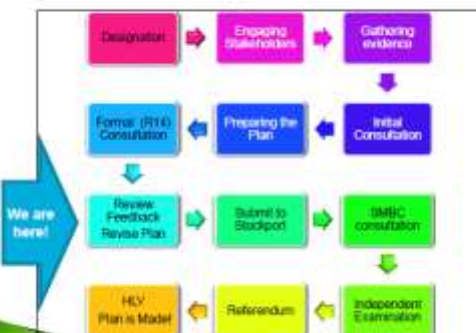 Designation
Engaging
Stakeholders
Gathering
evidence
Initial
Consultation
Preparing the
Plan
Formal (R14)
Consultation
We are
here!
Review
Feedback
Revise Plan
Submit to
Stockport
SMBC
consultation
Independent
Examination
Referendum
HLV
Plan is Made!